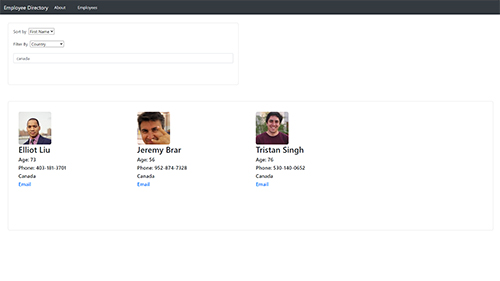 Employee Directory About Employees
Sort by First Name
Filter By Country
canada
Elliot Liu
Age: 73
Phone: 403-181-3701
Canada
Email
Jeremy Brar
Age: 56
Phone: 952-874-7328
Canada
Email
Tristan Singh
Age: 76
Phone: 530-140-0652
Canada
Email